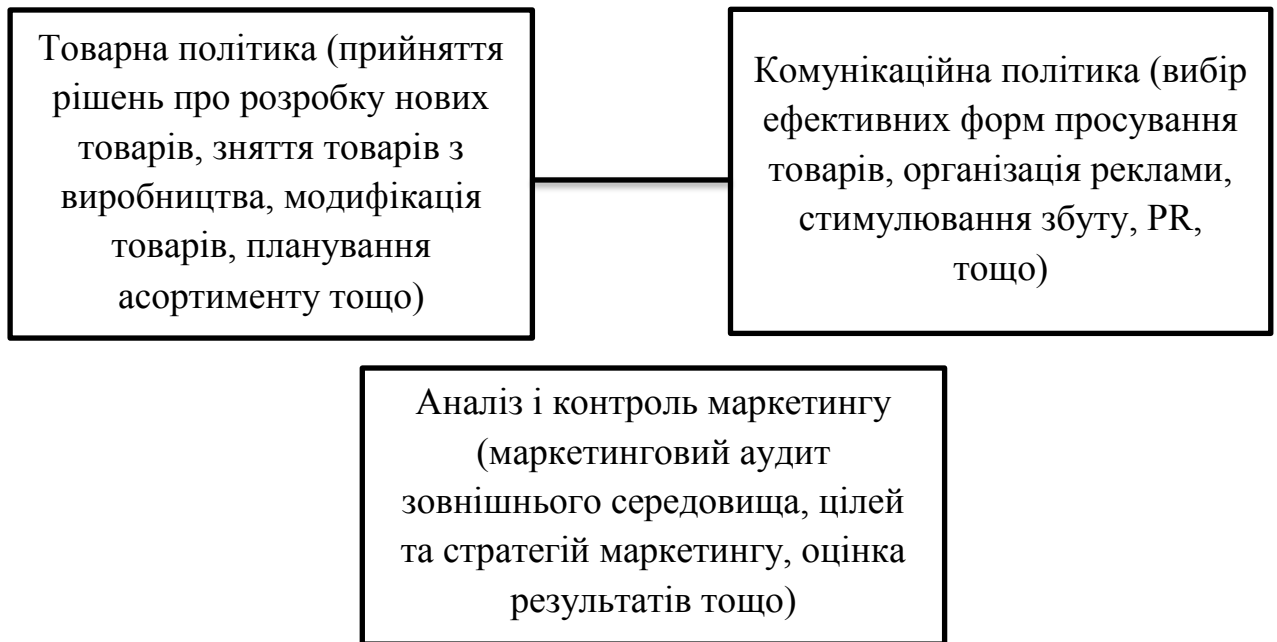 Товарна політика (прийняття
рішень про розробку нових
товарів, зняття товарів з
виробництва, модифікація
товарів, планування
асортименту тощо)
Комунікаційна політика (вибір
ефективних форм просування
товарів, організація реклами,
стимулювання збуту, PR,
тощо)
Аналіз і контроль маркетингу
(маркетинговий аудит
зовнішнього середовища, цілей
та стратегій маркетингу, оцінка
результатів тощо)